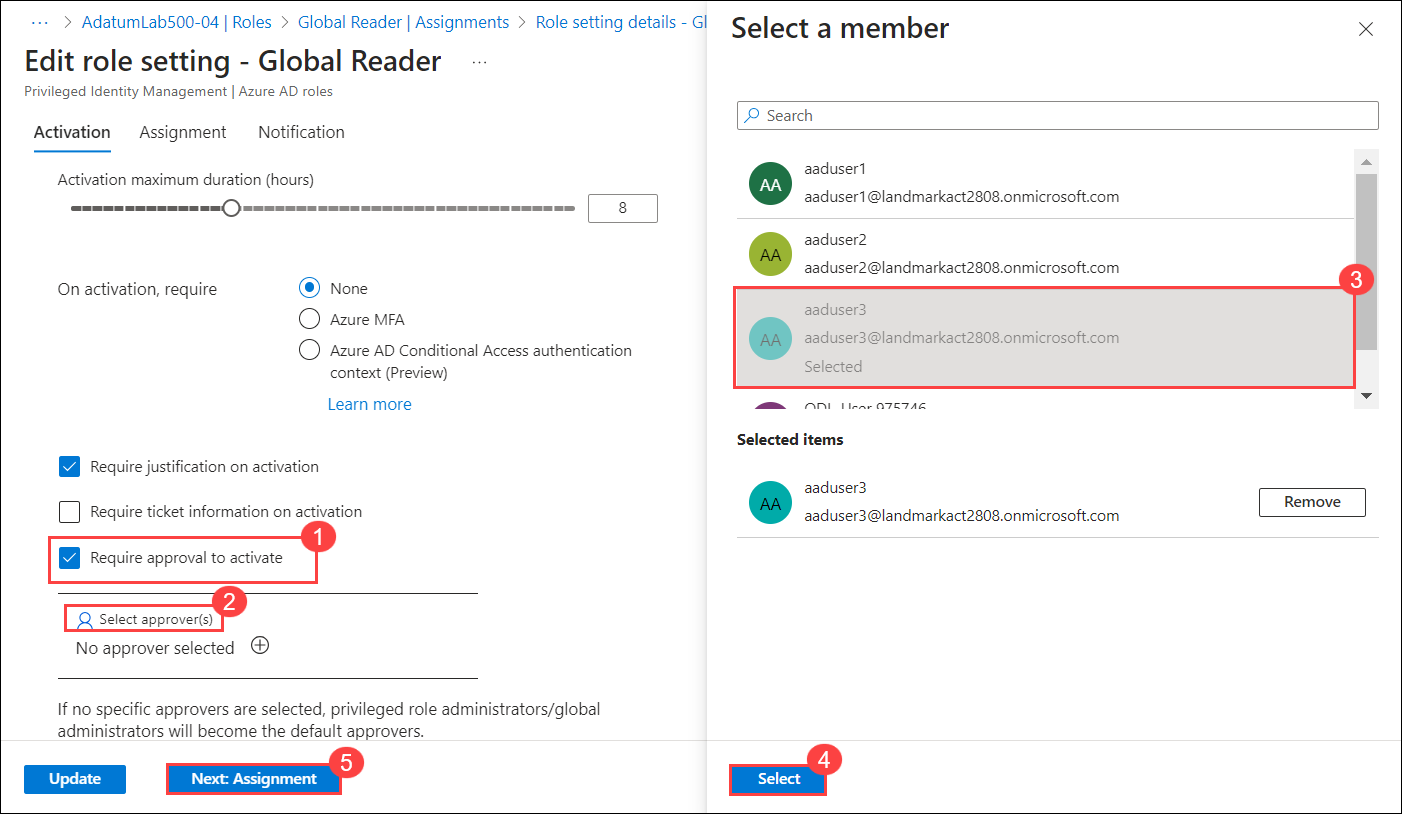 ··· > AdatumLab500-04 | Roles > Global Reader | Assignments > Role setting details - Gl
Edit role setting - Global Reader ···
Privileged Identity Management | Azure AD roles
Activation Assignment Notification
Activation maximum duration (hours)
8
On activation, require
None
Azure MFA
Azure AD Conditional Access authentication
context (Preview)
Learn more
Require justification on activation
Require ticket information on activation
1
Require approval to activate
2
Select approver(s)
No approver selected
If no specific approvers are selected, privileged role administrators/global
administrators will become the default approvers.
Update
Next: Assignment
5
Select a member
Search
AA
aaduser1
aaduser1@landmarkact2808.onmicrosoft.com
AA
aaduser2
aaduser2@landmarkact2808.onmicrosoft.com
3
AA
aaduser3
aaduser3@landmarkact2808.onmicrosoft.com
Selected
ODL User 975746
Selected items
AA
aaduser3
aaduser3@landmarkact2808.onmicrosoft.com
Remove
4
Select